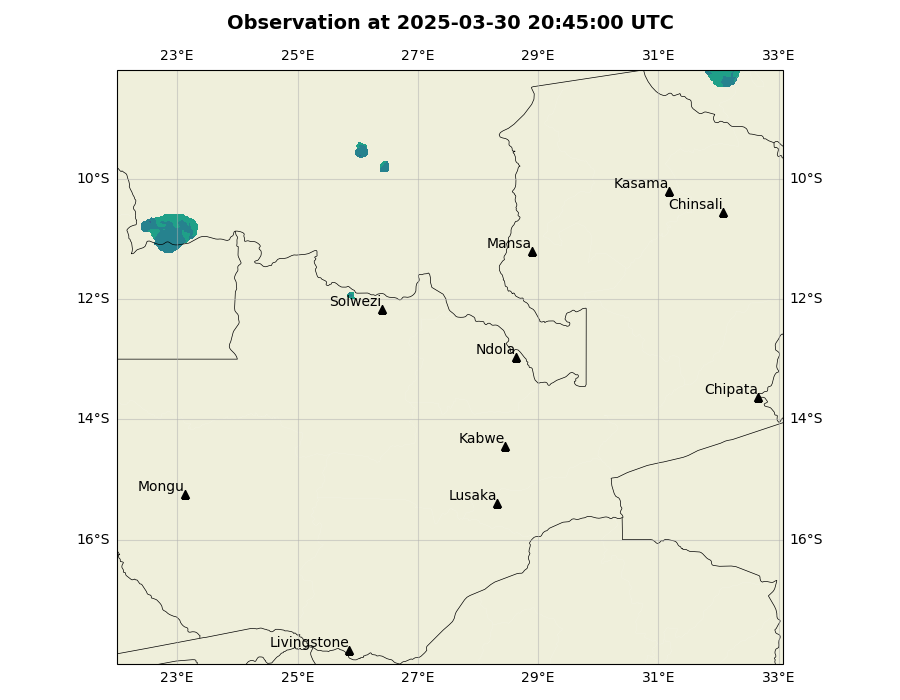 Observation at 2025-03-30 20:45:00 UTC
23°E 25°E 27°E 29°E 31°E 33°E
10°S 10°S
Kasama
Chinsali
Mansa
12°S 12°S
Solwezi
Ndola
Chipata
14°S 14°S
Kabwe
Mongu
Lusaka
16°S 16°S
Livingstone
23°E 25°E 27°E 29°E 31°E 33°E